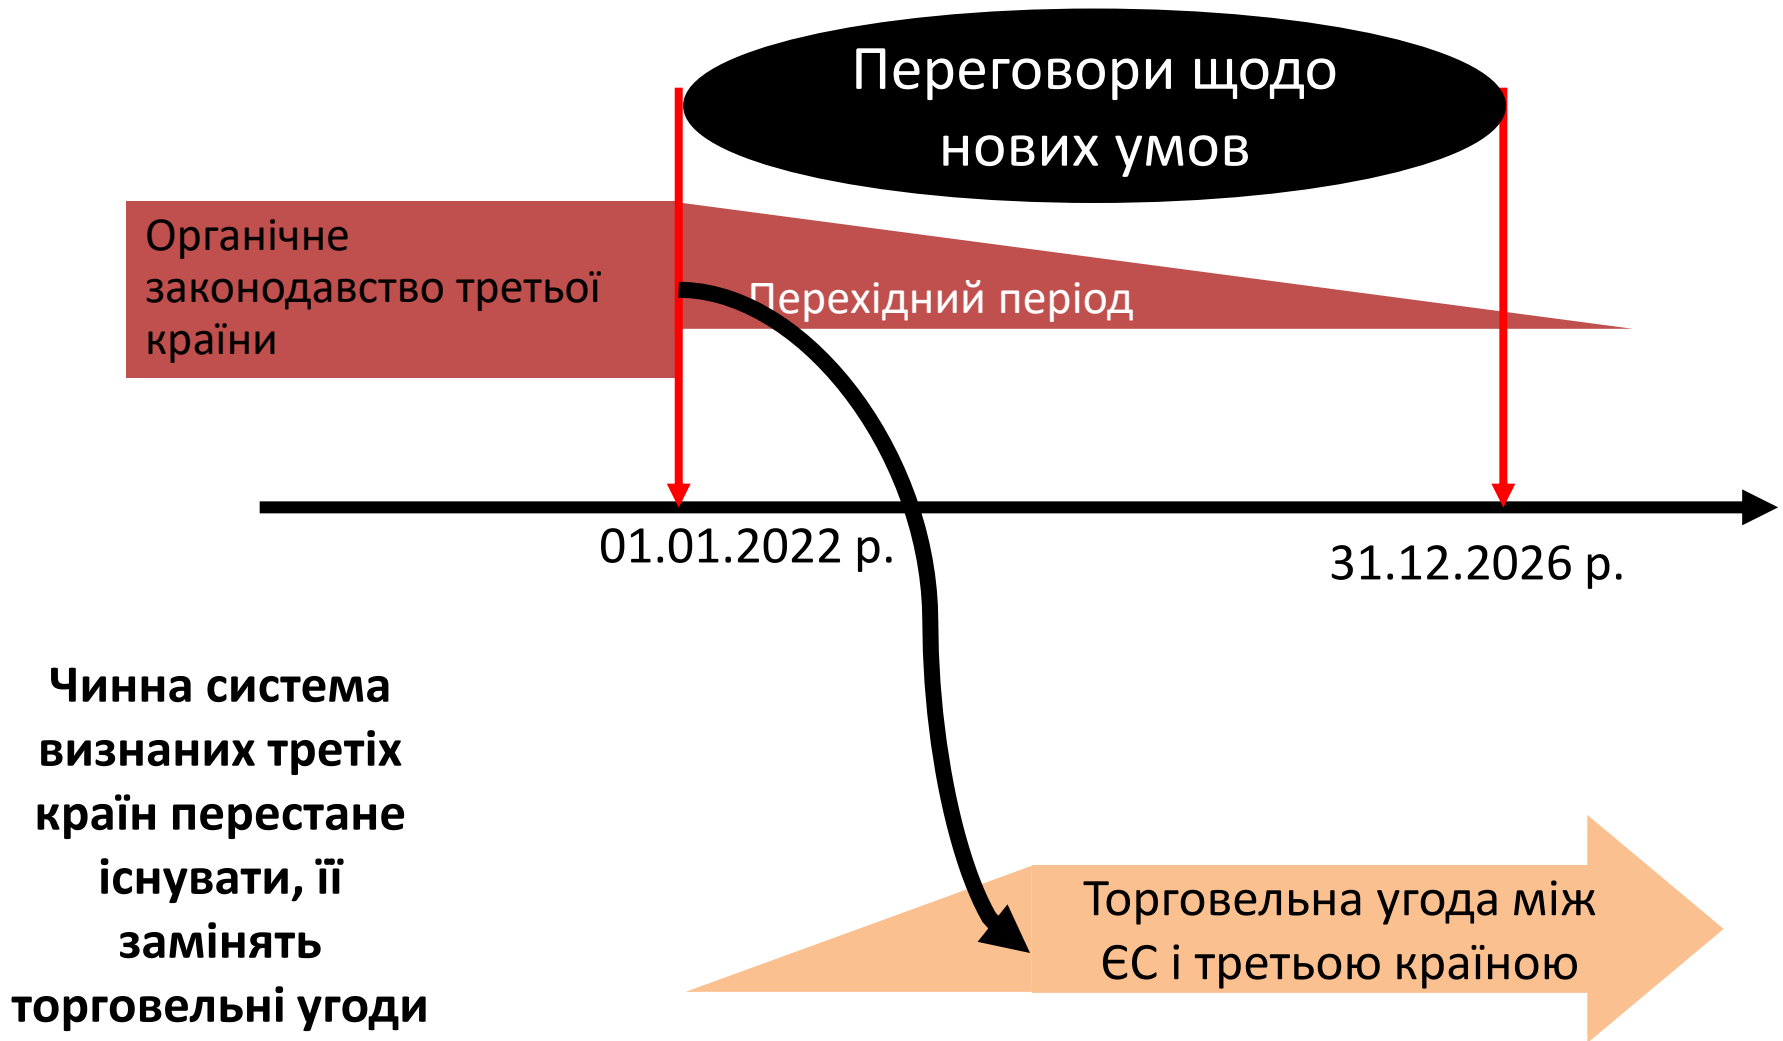 Переговори щодо
нових умов
Органічне
законодавство третьої
країни
Перехідний період
01.01.2022 р.
31.12.2026 р.
Чинна система
визнаних третіх
країн перестане
існувати, її
замінять
торговельні угоди
Торговельна угода між
ЄС і третьою країною